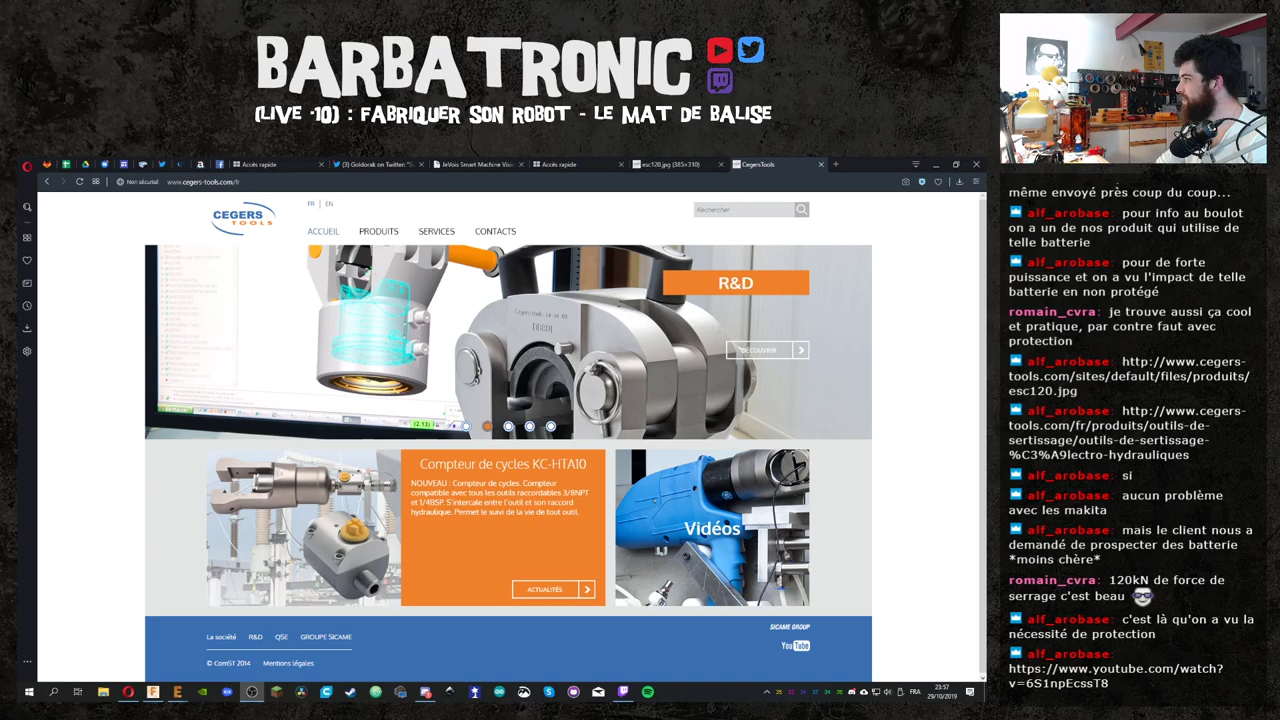 BARBATRONIC
(LIVE -10) : FABRIQUER SON ROBOT - LE MAT DE BALISE
Accès rapide
(3) Goldorak on Twitter: "S
JeVois Smart Machine Visi
Accès rapide
esc120.jpg (385×310)
CegersTools
Non sécurisé
www.cegers-tools.com/fr
CEGERS
TOOLS
FR | EN
Rechercher
ACCUEIL
PRODUITS
SERVICES
CONTACTS
R&D
DÉCOUVRIR
Compteur de cycles KC-HTA10
NOUVEAU : Compteur de cycles. Compteur
compatible avec tous les outils raccordables 3/8NPT
et 1/4BSP. S'intercale entre l'outil et son raccord
hydraulique. Permet le suivi de la vie de tout outil.
ACTUALITÉS
Vidéos
La société
R&D
QSE
GROUPE SICAME
© ComST 2014
Mentions légales
SICAME GROUP
YouTube
FRA
23:57
29/10/2019
même envoyé près coup du coup...
alf_arobase: pour info au boulot
on a un de nos produit qui utilise de
telle batterie
alf_arobase: pour de forte
puissance et on a vu l'impact de telle
batterie en non protégé
romain_cvra: je trouve aussi ça cool
et pratique, par contre faut avec
protection
alf_arobase: http://www.cegers-
tools.com/sites/default/files/produits/
esc120.jpg
alf_arobase: http://www.cegers-
tools.com/fr/produits/outils-de-
sertissage/outils-de-sertissage-
%C3%A9lectro-hydrauliques
alf_arobase: si
alf_arobase: aucun problème
avec les makita
alf_arobase: mais le client nous a
demandé de prospecter des batterie
*moins chère*
romain_cvra: 120kN de force de
serrage c'est beau
alf_arobase: c'est là qu'on a vu la
nécessité de protection
alf_arobase:
https://www.youtube.com/watch?
v=6S1npEcssT8